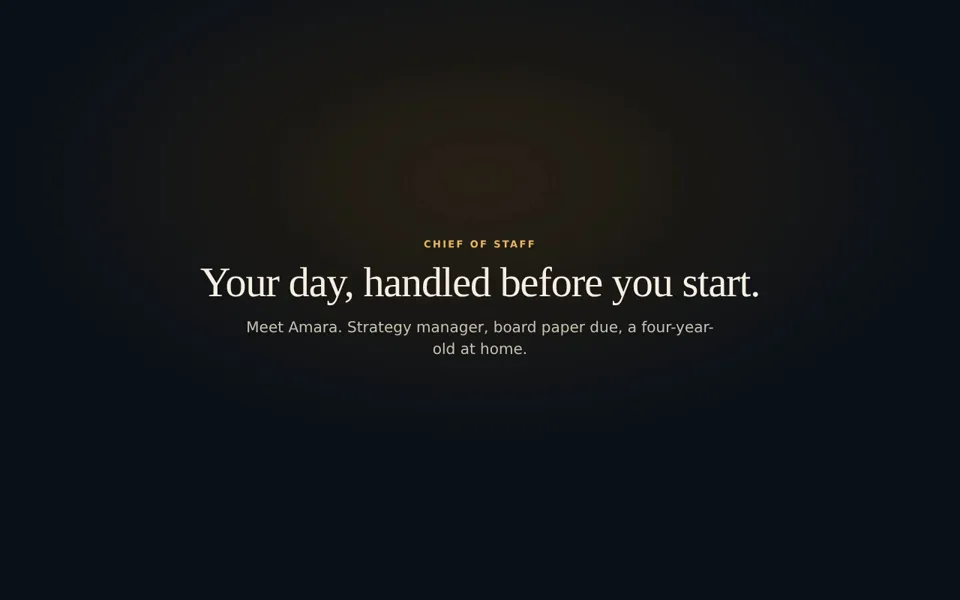 CHIEF OF STAFF
Your day, handled before you start.
Meet Amara. Strategy manager, board paper due, a four-year-
old at home.